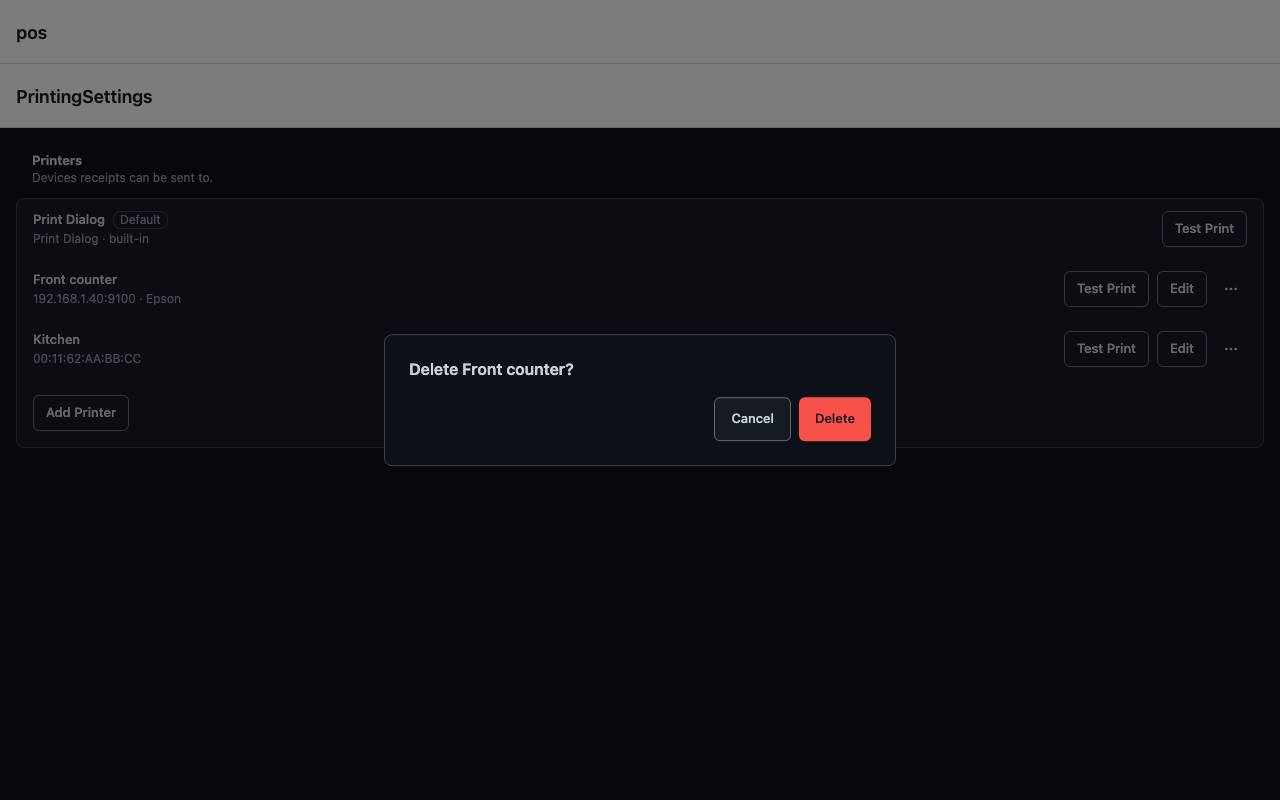 pos
PrintingSettings
Printers
Devices receipts can be sent to.
Print Dialog Default
Print Dialog · built-in
Test Print
Front counter
192.168.1.40:9100 · Epson
Test Print Edit ···
Kitchen
00:11:62:AA:BB:CC
Test Print Edit ···
Add Printer
Delete Front counter?
Cancel Delete